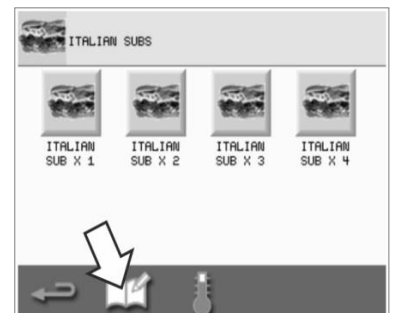 ITALIAN SUBS
ITALIAN
SUB X 1
ITALIAN
SUB X 2
ITALIAN
SUB X 3
ITALIAN
SUB X 4